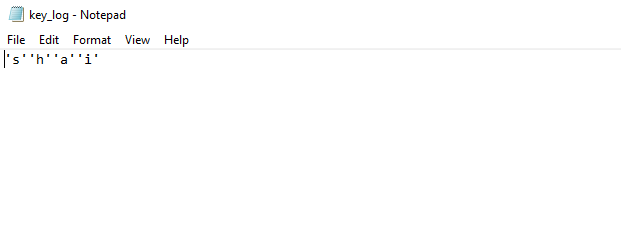 key_log - Notepad
File Edit Format View Help
's''h''a''i'